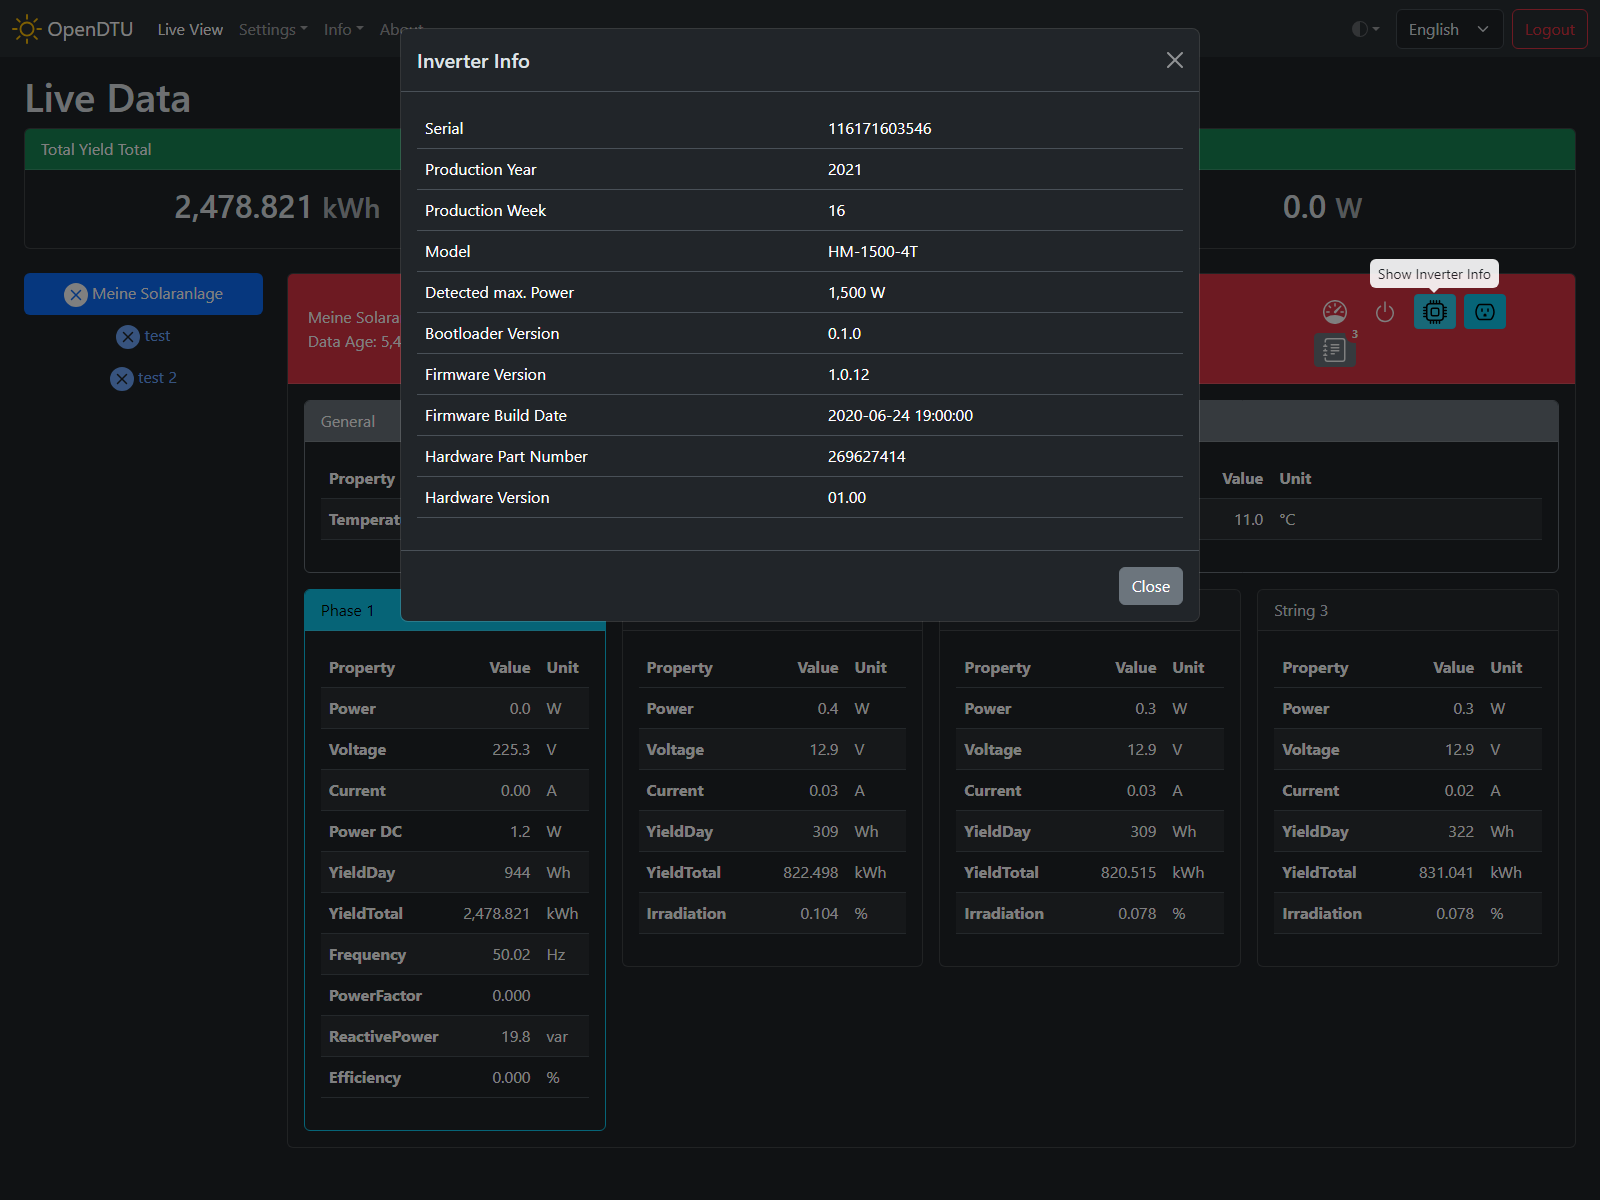 OpenDTU Live View Settings Info About English Logout
Live Data
Total Yield Total
2,478.821 kWh
0.0 W
Meine Solaranlage
test
test 2
Meine Solara
Data Age: 5,4
Show Inverter Info
3
Inverter Info
Serial 116171603546
Production Year 2021
Production Week 16
Model HM-1500-4T
Detected max. Power 1,500 W
Bootloader Version 0.1.0
Firmware Version 1.0.12
Firmware Build Date 2020-06-24 19:00:00
Hardware Part Number 269627414
Hardware Version 01.00
Close
General
Property Value Unit
Temperat 11.0 °C
Phase 1
Property Value Unit
Power 0.0 W
Voltage 225.3 V
Current 0.00 A
Power DC 1.2 W
YieldDay 944 Wh
YieldTotal 2,478.821 kWh
Frequency 50.02 Hz
PowerFactor 0.000
ReactivePower 19.8 var
Efficiency 0.000 %
Property Value Unit
Power 0.4 W
Voltage 12.9 V
Current 0.03 A
YieldDay 309 Wh
YieldTotal 822.498 kWh
Irradiation 0.104 %
Property Value Unit
Power 0.3 W
Voltage 12.9 V
Current 0.03 A
YieldDay 309 Wh
YieldTotal 820.515 kWh
Irradiation 0.078 %
String 3
Property Value Unit
Power 0.3 W
Voltage 12.9 V
Current 0.02 A
YieldDay 322 Wh
YieldTotal 831.041 kWh
Irradiation 0.078 %